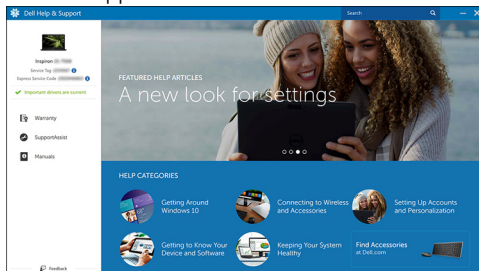 Dell Help & Support
Search
Inspiron
Service Tag
Express Service Code
Important drivers are current
Warranty
SupportAssist
Manuals
Feedback
FEATURED HELP ARTICLES
A new look for settings
HELP CATEGORIES
Getting Around
Windows 10
Connecting to Wireless
and Accessories
Setting Up Accounts
and Personalization
Getting to Know Your
Device and Software
Keeping Your System
Healthy
Find Accessories
at Dell.com